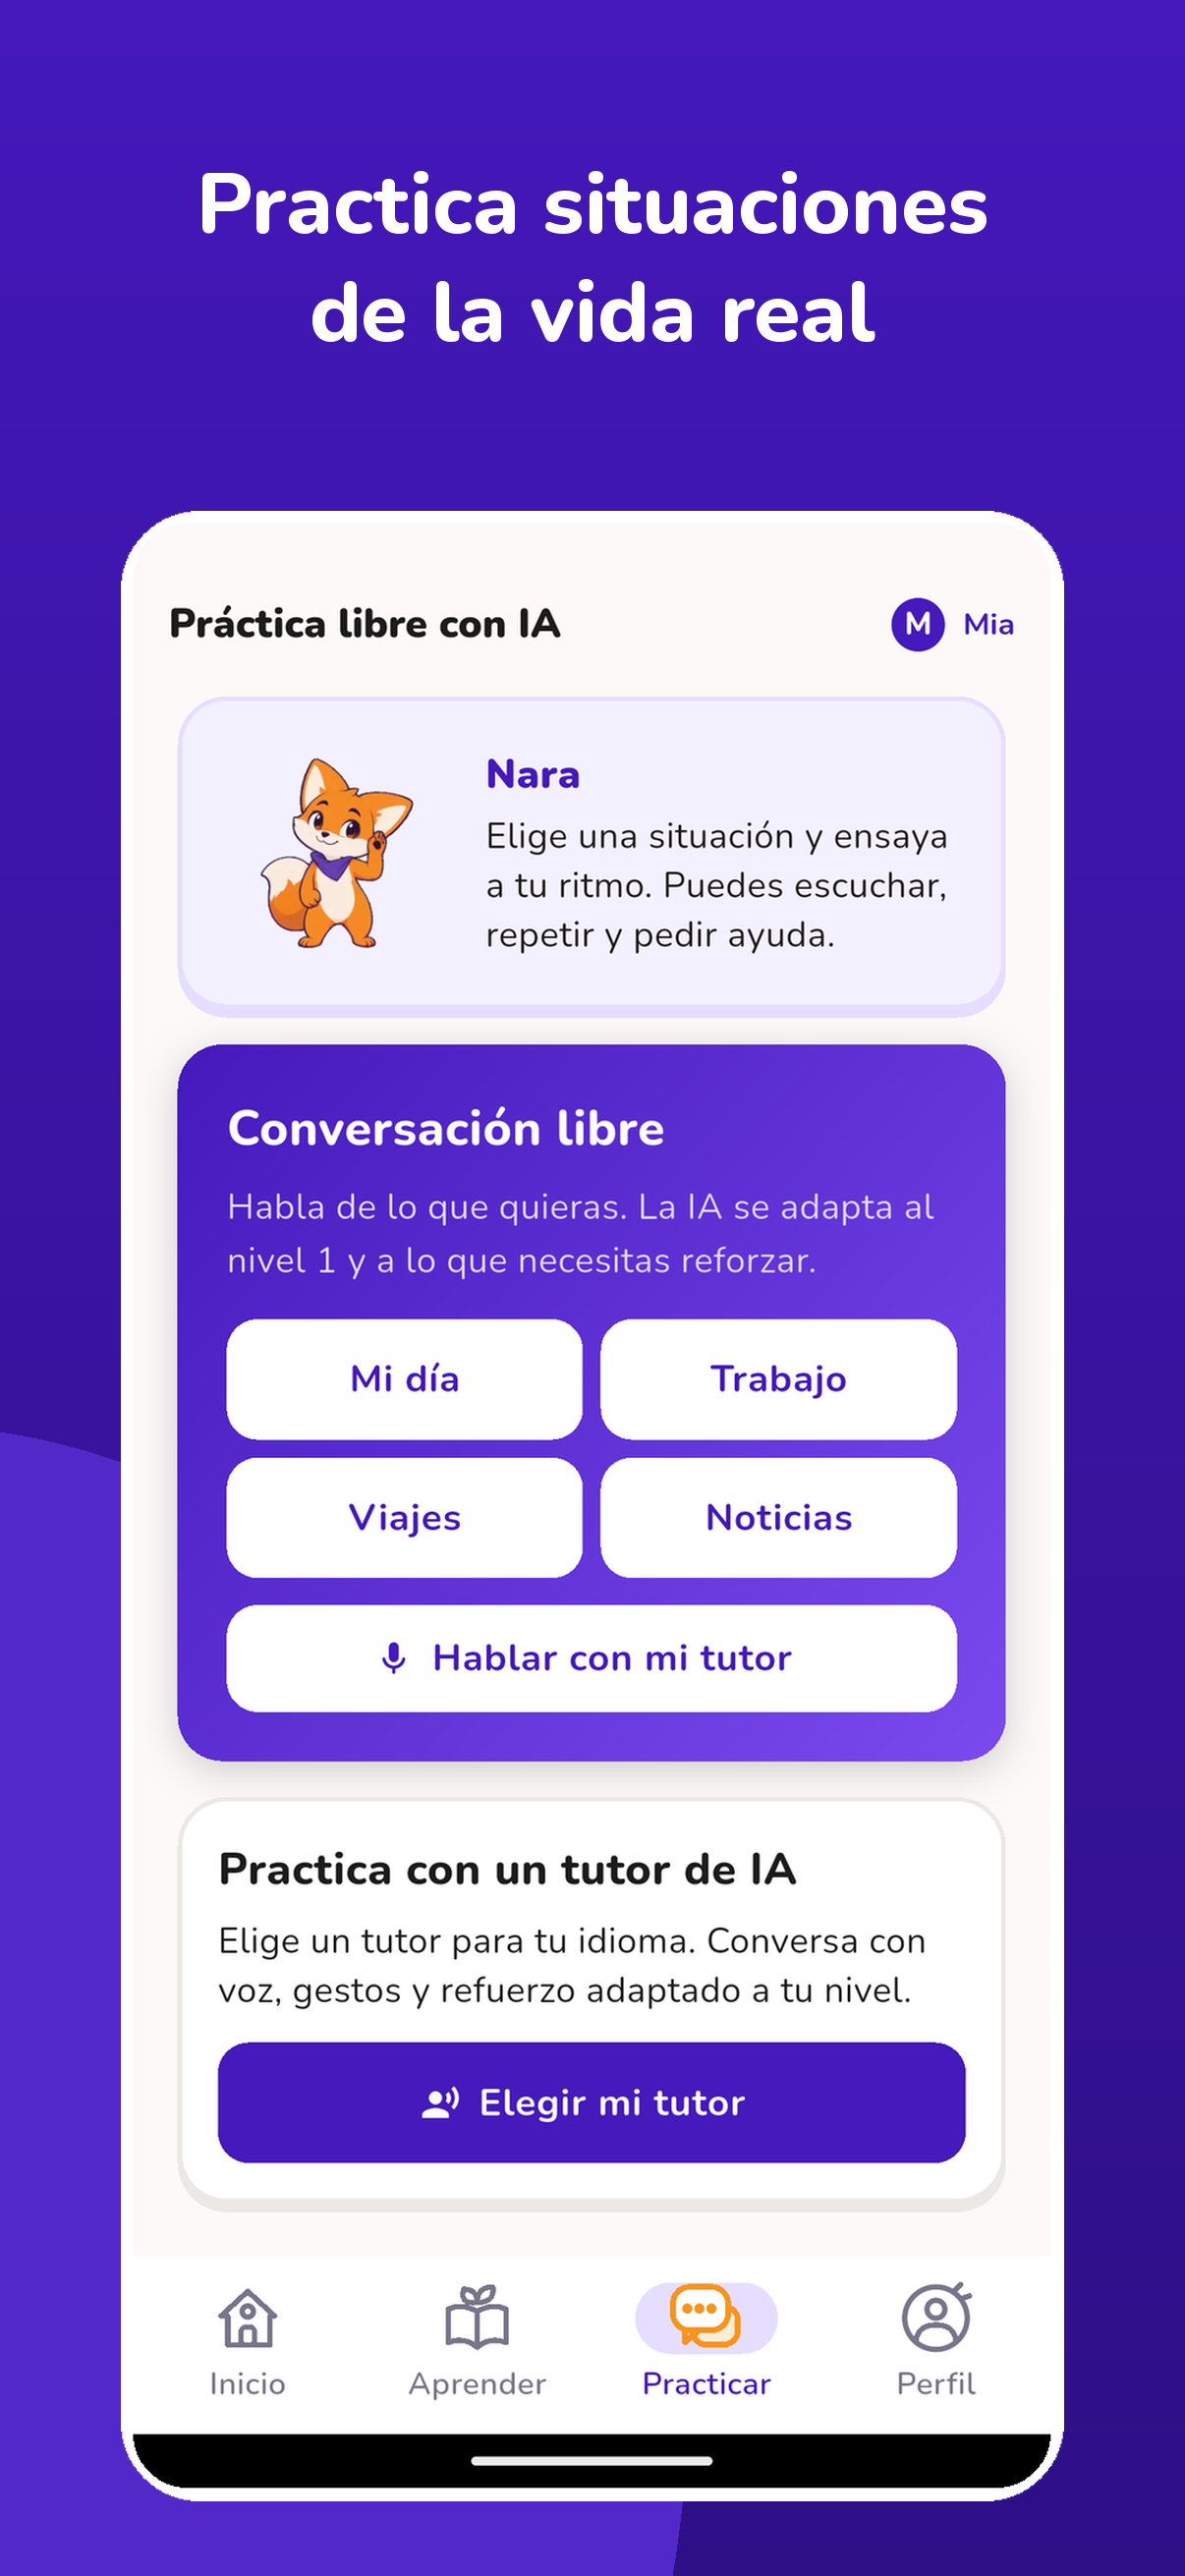 Practica situaciones
de la vida real
Práctica libre con IA
M Mia
Nara
Elige una situación y ensaya
a tu ritmo. Puedes escuchar,
repetir y pedir ayuda.
Conversación libre
Habla de lo que quieras. La IA se adapta al
nivel 1 y a lo que necesitas reforzar.
Mi día
Trabajo
Viajes
Noticias
Hablar con mi tutor
Practica con un tutor de IA
Elige un tutor para tu idioma. Conversa con
voz, gestos y refuerzo adaptado a tu nivel.
Elegir mi tutor
Inicio
Aprender
Practicar
Perfil